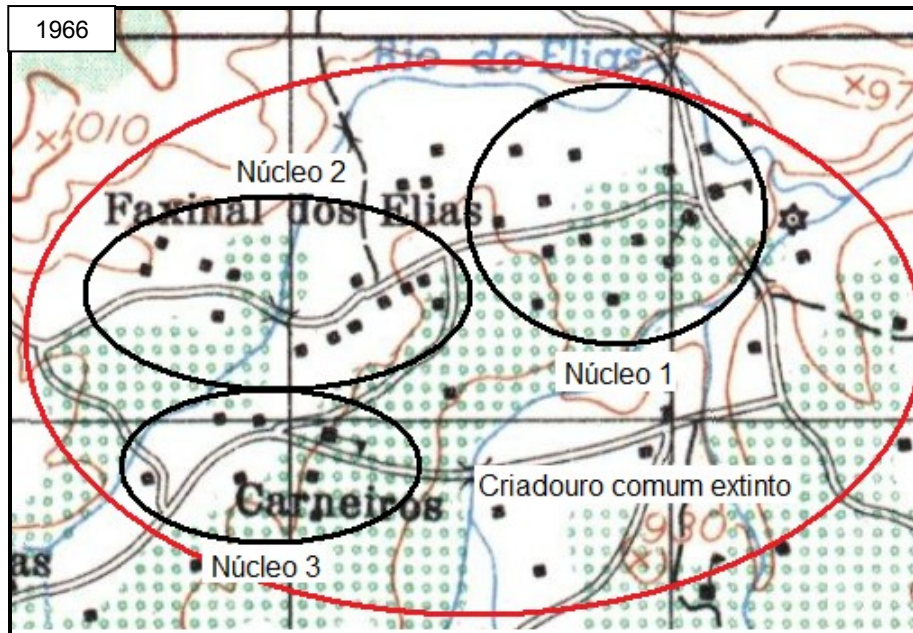 1966
Rio do Elias
×1010
×97
Núcleo 2
Faxinal dos Elias
Núcleo 1
Carneiros
Criadouro comum extinto
930
×
Núcleo 3
as